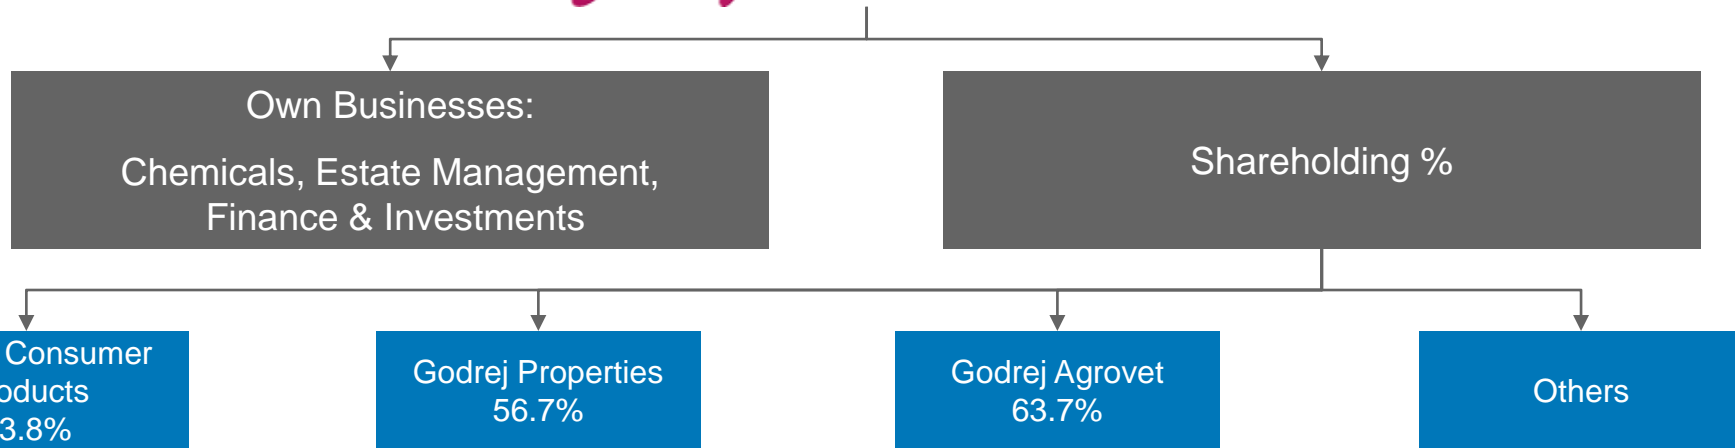 Own Businesses:
Chemicals, Estate Management,
Finance & Investments
Shareholding %
Consumer
3.8%
Godrej Properties
56.7%
Godrej Agrovet
63.7%
Others